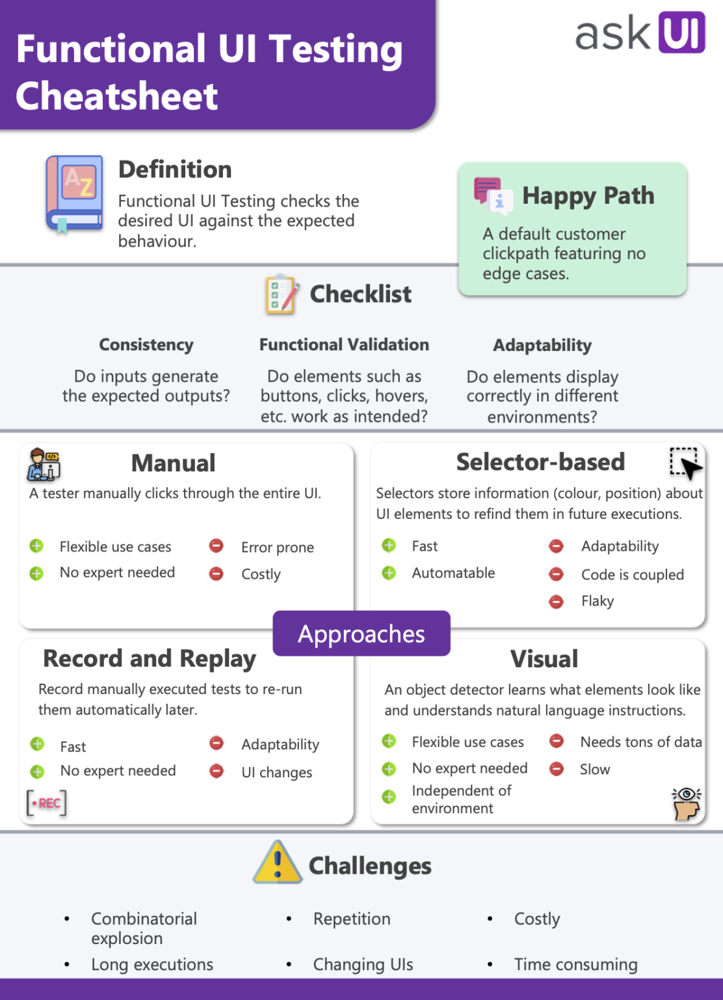 Functional UI Testing
Cheatsheet
ask UI
AZ
Definition
Functional UI Testing checks the
desired UI against the expected
behaviour.
i
Happy Path
A default customer
clickpath featuring no
edge cases.
Checklist
Consistency
Do inputs generate
the expected outputs?
Functional Validation
Do elements such as
buttons, clicks, hovers,
etc. work as intended?
Adaptability
Do elements display
correctly in different
environments?
Manual
A tester manually clicks through the entire UI.
Flexible use cases
No expert needed
Error prone
Costly
Selector-based
Selectors store information (colour, position) about
UI elements to refind them in future executions.
Fast
Automatable
Adaptability
Code is coupled
Flaky
Approaches
Record and Replay
Record manually executed tests to re-run
them automatically later.
Fast
No expert needed
Adaptability
UI changes
[•REC]
Visual
An object detector learns what elements look like
and understands natural language instructions.
Flexible use cases
No expert needed
Independent of
environment
Needs tons of data
Slow
Challenges
• Combinatorial
explosion
• Long executions
• Repetition
• Changing UIs
• Costly
• Time consuming